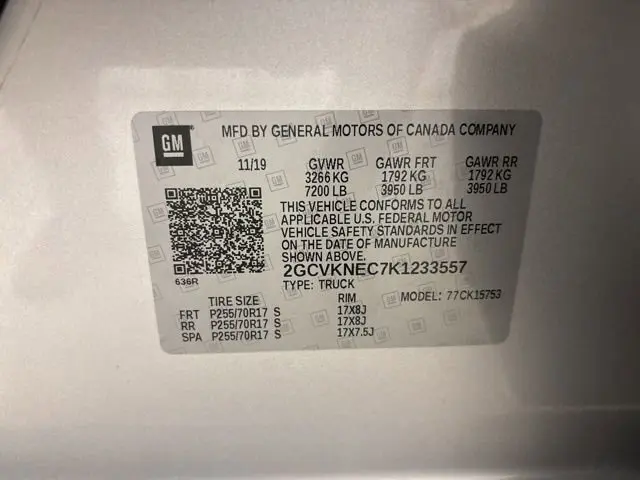 GM
MFD BY GENERAL MOTORS OF CANADA COMPANY
11/19 GVWR GAWR FRT GAWR RR
3266 KG 1792 KG 1792 KG
7200 LB 3950 LB 3950 LB
THIS VEHICLE CONFORMS TO ALL
APPLICABLE U.S. FEDERAL MOTOR
VEHICLE SAFETY STANDARDS IN EFFECT
ON THE DATE OF MANUFACTURE
SHOWN ABOVE.
2GCVKNEC7K1233557
636R
TYPE: TRUCK MODEL: 77CK15753
TIRE SIZE RIM
FRT P255/70R17 S 17X8J
RR P255/70R17 S 17X8J
SPA P255/70R17 S 17X7.5J